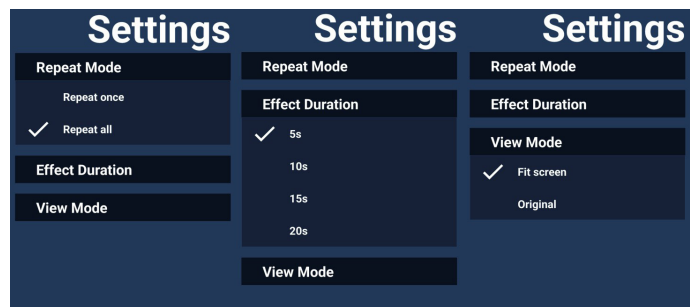 Settings
Repeat Mode
Repeat once
Repeat all
Effect Duration
View Mode
Settings
Repeat Mode
Effect Duration
5s
10s
15s
20s
View Mode
Settings
Repeat Mode
Effect Duration
View Mode
Fit screen
Original